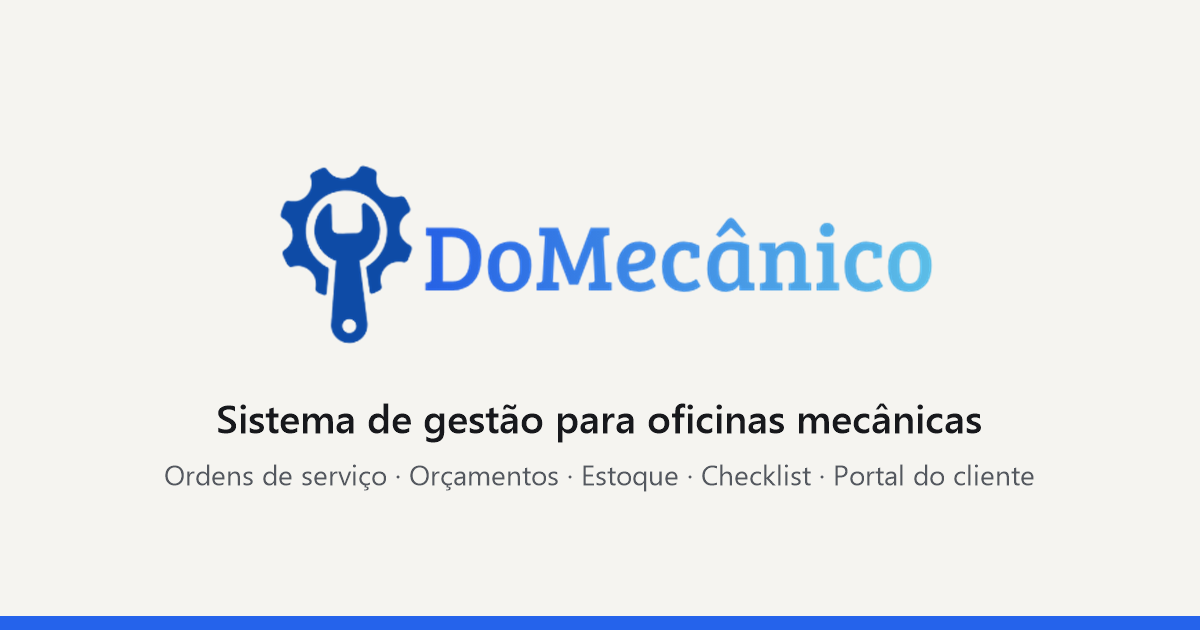 DoMecânico
Sistema de gestão para oficinas mecânicas
Ordens de serviço · Orçamentos · Estoque · Checklist · Portal do cliente